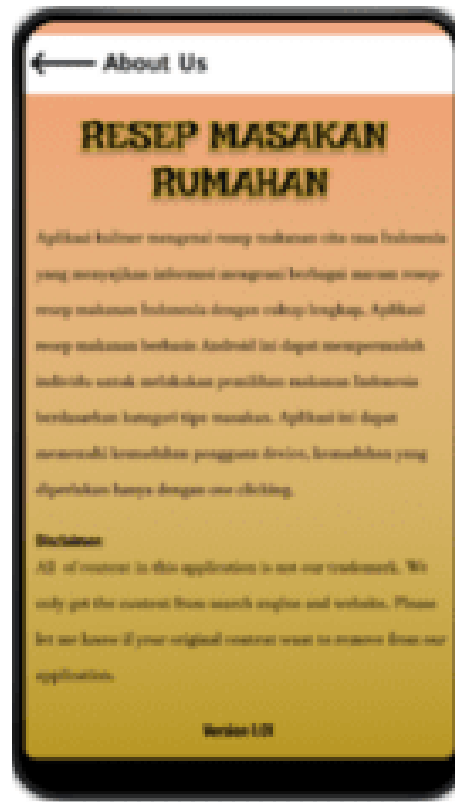 About Us
RESEP MASAKAN
RUMAHAN
Aplikasi kuliner mengenai resep makanan cita rasa Indonesia
yang menyajikan informasi mengenai berbagai macam resep-
resep makanan Indonesia dengan cukup lengkap. Aplikasi
resep makanan berbasis Android ini dapat mempermudah
individu untuk melakukan pemilihan makanan Indonesia
berdasarkan kategori tipe masakan. Aplikasi ini dapat
memenuhi kemudahan pengguna device, kemudahan yang
diperlukan hanya dengan one clicking.
Disclaimer
All of content in this application is not our trademark. We
only get the content from search engine and website. Please
let me know if your original content want to remove from our
application.
Version 1.01